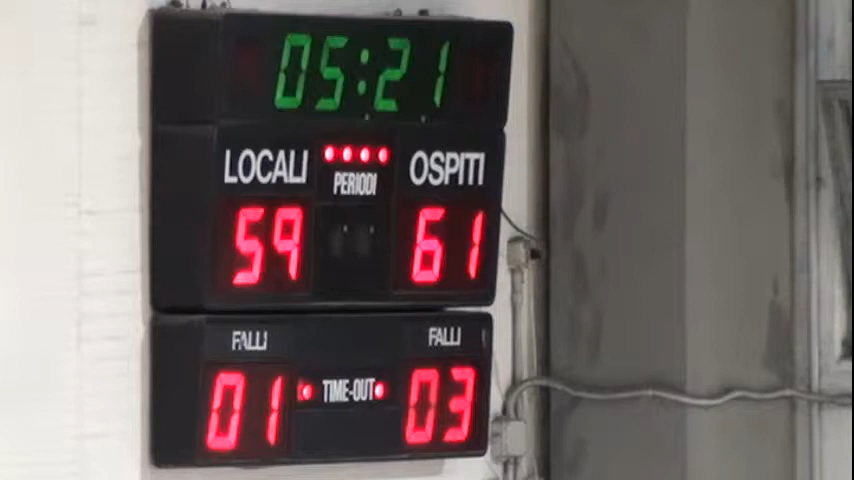 05:21
LOCALI OSPITI
PERIODI
59 61
FALLI FALLI
01 TIME-OUT 03